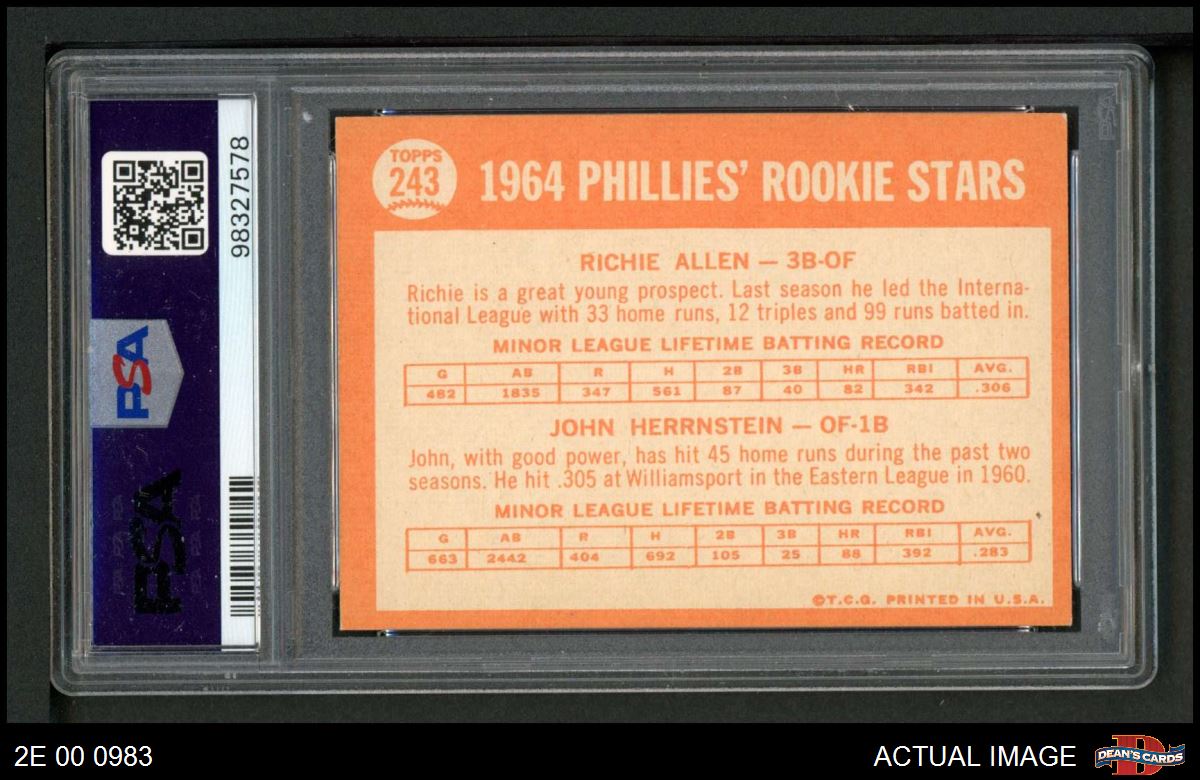 TOPPS
243
1964 PHILLIES' ROOKIE STARS
RICHIE ALLEN — 3B-OF
Richie is a great young prospect. Last season he led the Interna-
tional League with 33 home runs, 12 triples and 99 runs batted in.
MINOR LEAGUE LIFETIME BATTING RECORD
G AB R H 2B 3B HR RBI AVG.
482 1835 347 561 87 40 82 342 .306
JOHN HERRNSTEIN — OF-1B
John, with good power, has hit 45 home runs during the past two
seasons. He hit .305 at Williamsport in the Eastern League in 1960.
MINOR LEAGUE LIFETIME BATTING RECORD
G AB R H 2B 3B HR RBI AVG.
663 2442 404 692 105 25 88 392 .283
©T.C.G. PRINTED IN U.S.A.
98327578
PSA
PSA
2E 00 0983
ACTUAL IMAGE
DEAN'S CARDS